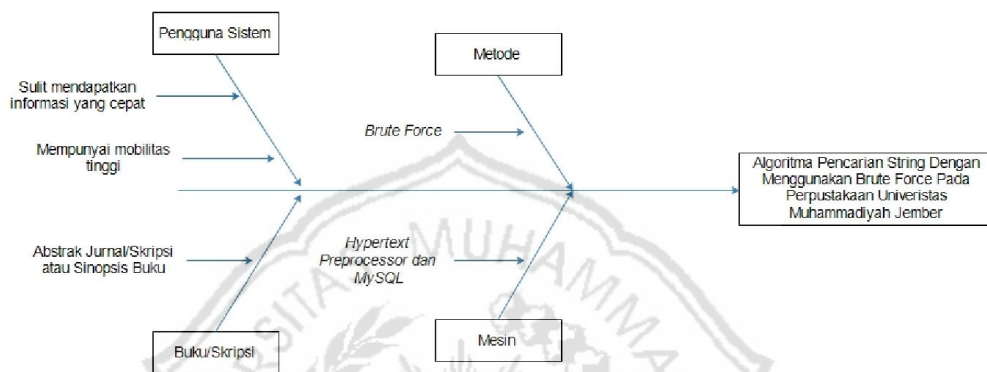 Pengguna Sistem
Metode
Sulit mendapatkan
informasi yang cepat
Brute Force
Mempunyai mobilitas
tinggi
Algoritma Pencarian String Dengan
Menggunakan Brute Force Pada
Perpustakaan Univeristas
Muhammadiyah Jember
Abstrak Jurnal/Skripsi
atau Sinopsis Buku
Hypertext
Preprocessor dan
MySQL
Buku/Skripsi
Mesin
ERSITAS MUHAMMA